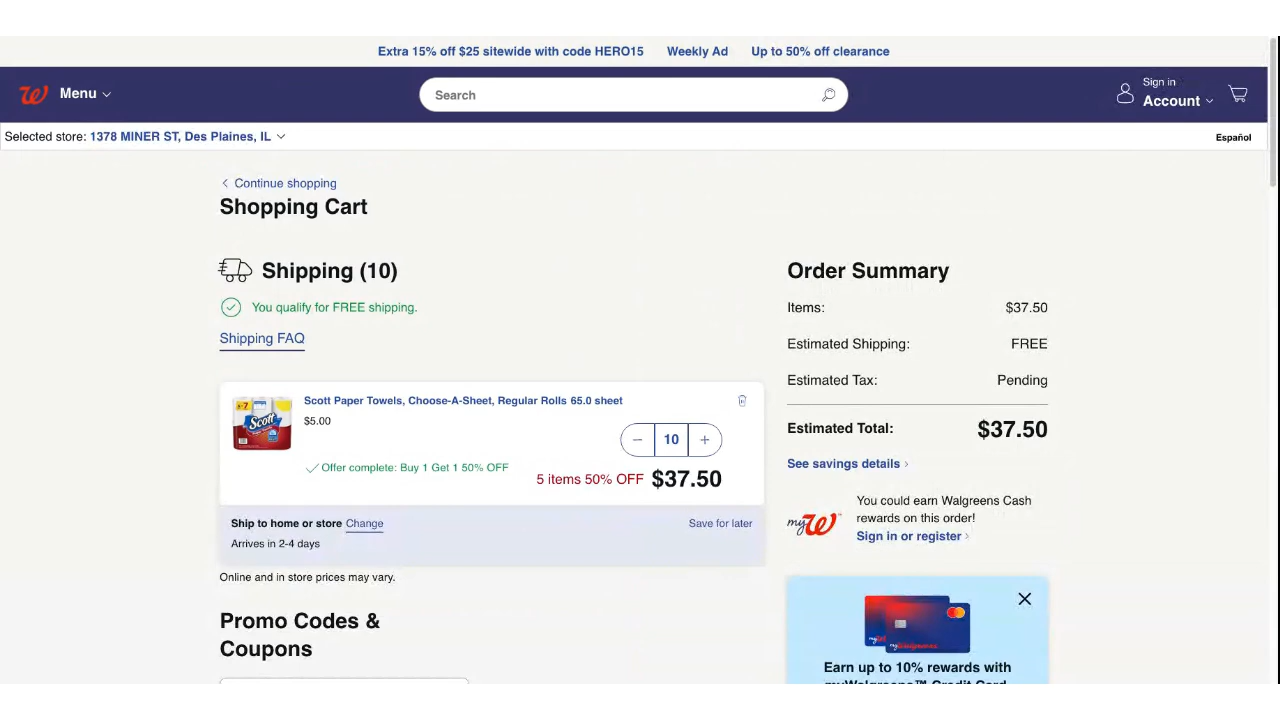 Extra 15% off $25 sitewide with code HERO15 Weekly Ad Up to 50% off clearance
Menu
Search
Sign in
Account
Selected store: 1378 MINER ST, Des Plaines, IL
Español
Continue shopping
Shopping Cart
Shipping (10)
You qualify for FREE shipping.
Shipping FAQ
Scott Paper Towels, Choose-A-Sheet, Regular Rolls 65.0 sheet
$5.00
Scott
− 10 +
Offer complete: Buy 1 Get 1 50% OFF
5 items 50% OFF $37.50
Ship to home or store Change
Save for later
Arrives in 2-4 days
Online and in store prices may vary.
Promo Codes &
Coupons
Order Summary
Items: $37.50
Estimated Shipping: FREE
Estimated Tax: Pending
Estimated Total: $37.50
See savings details
my W
You could earn Walgreens Cash
rewards on this order!
Sign in or register
Earn up to 10% rewards with
myWalgreens™ Credit Card